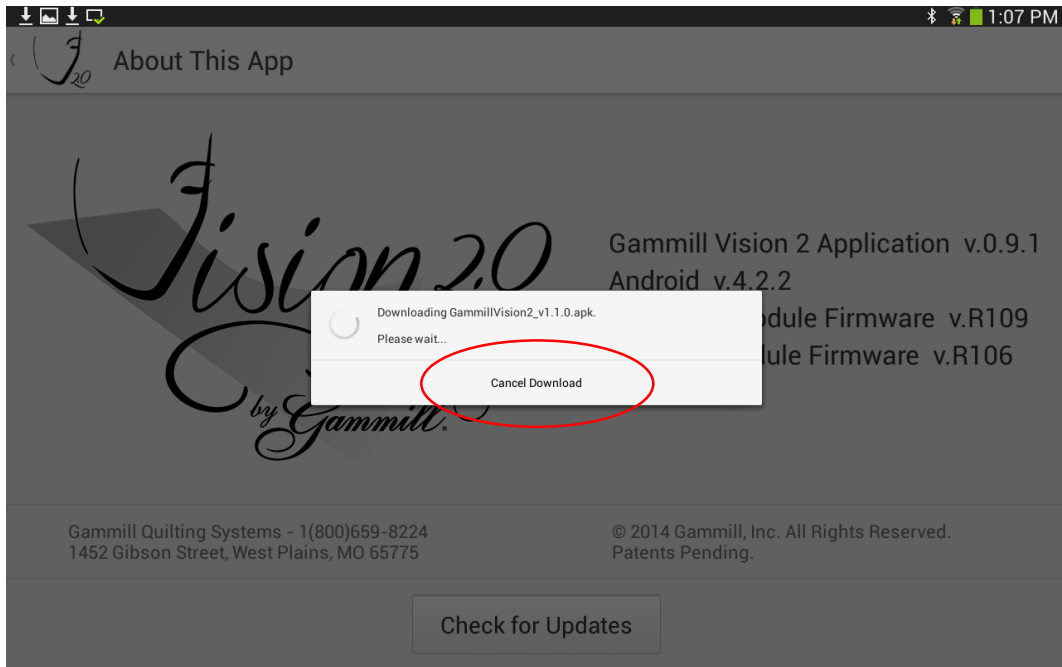 1:07 PM
2.0
About This App
Vision 2.0
by Gammill.
Gammill Vision 2 Application v.0.9.1
Android v.4.2.2
dule Firmware v.R109
ule Firmware v.R106
Downloading GammillVision2_v1.1.0.apk.
Please wait...
Cancel Download
Gammill Quilting Systems - 1(800)659-8224
1452 Gibson Street, West Plains, MO 65775
© 2014 Gammill, Inc. All Rights Reserved.
Patents Pending.
Check for Updates